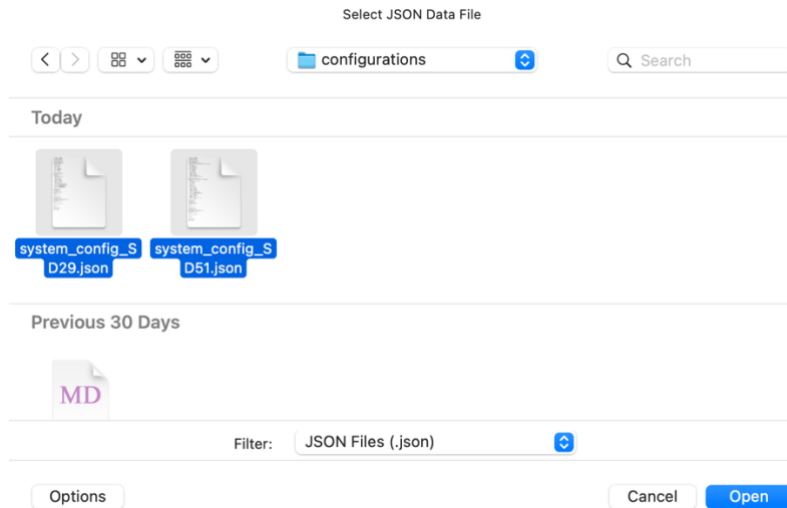 Select JSON Data File
configurations
Search
Today
system_config_S
D29.json
system_config_S
D51.json
Previous 30 Days
MD
Filter:
JSON Files (.json)
Options
Cancel
Open